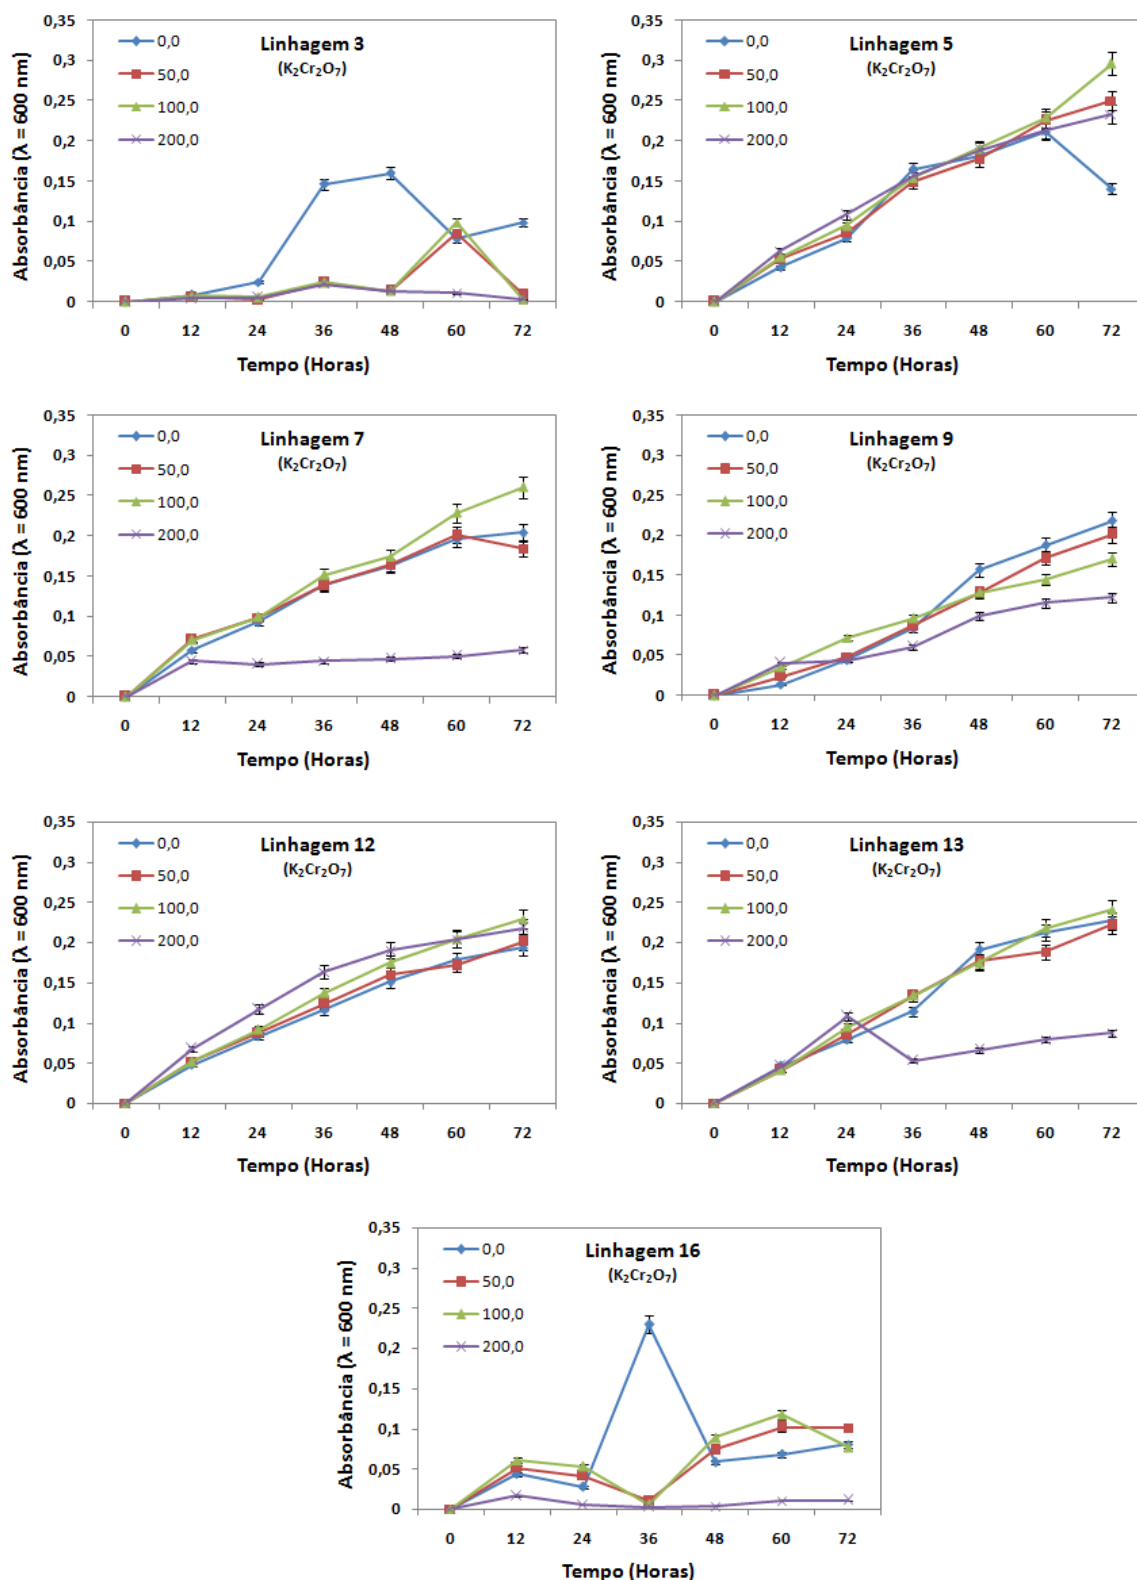 Linhagem 3
(K₂Cr₂O₇)
0,0
50,0
100,0
200,0
Absorbância (λ = 600 nm)
0,35
0,3
0,25
0,2
0,15
0,1
0,05
0
0 12 24 36 48 60 72
Tempo (Horas)
Linhagem 5
(K₂Cr₂O₇)
0,0
50,0
100,0
200,0
Absorbância (λ = 600 nm)
0,35
0,3
0,25
0,2
0,15
0,1
0,05
0
0 12 24 36 48 60 72
Tempo (Horas)
Linhagem 7
(K₂Cr₂O₇)
0,0
50,0
100,0
200,0
Absorbância (λ = 600 nm)
0,35
0,3
0,25
0,2
0,15
0,1
0,05
0
0 12 24 36 48 60 72
Tempo (Horas)
Linhagem 9
(K₂Cr₂O₇)
0,0
50,0
100,0
200,0
Absorbância (λ = 600 nm)
0,35
0,3
0,25
0,2
0,15
0,1
0,05
0
0 12 24 36 48 60 72
Tempo (Horas)
Linhagem 12
(K₂Cr₂O₇)
0,0
50,0
100,0
200,0
Absorbância (λ = 600 nm)
0,35
0,3
0,25
0,2
0,15
0,1
0,05
0
0 12 24 36 48 60 72
Tempo (Horas)
Linhagem 13
(K₂Cr₂O₇)
0,0
50,0
100,0
200,0
Absorbância (λ = 600 nm)
0,35
0,3
0,25
0,2
0,15
0,1
0,05
0
0 12 24 36 48 60 72
Tempo (Horas)
Linhagem 16
(K₂Cr₂O₇)
0,0
50,0
100,0
200,0
Absorbância (λ = 600 nm)
0,35
0,3
0,25
0,2
0,15
0,1
0,05
0
0 12 24 36 48 60 72
Tempo (Horas)